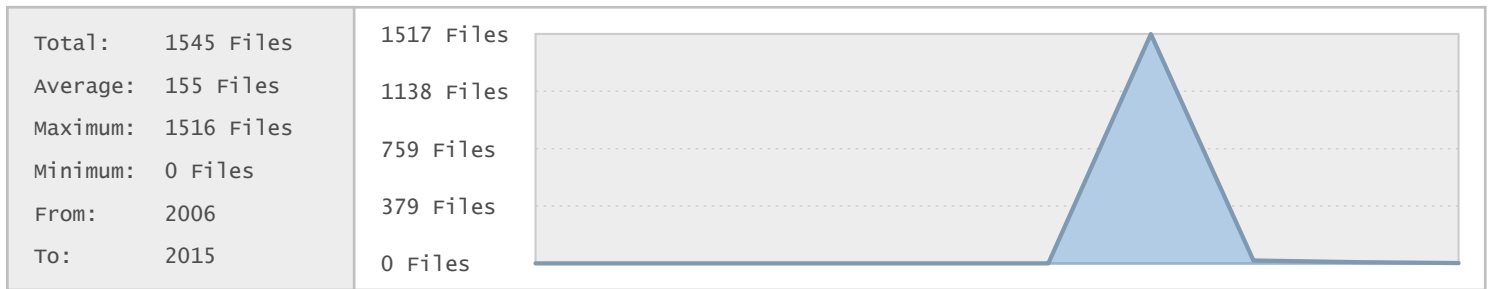 Total: 1545 Files
Average: 155 Files
Maximum: 1516 Files
Minimum: 0 Files
From: 2006
To: 2015
1517 Files
1138 Files
759 Files
379 Files
0 Files